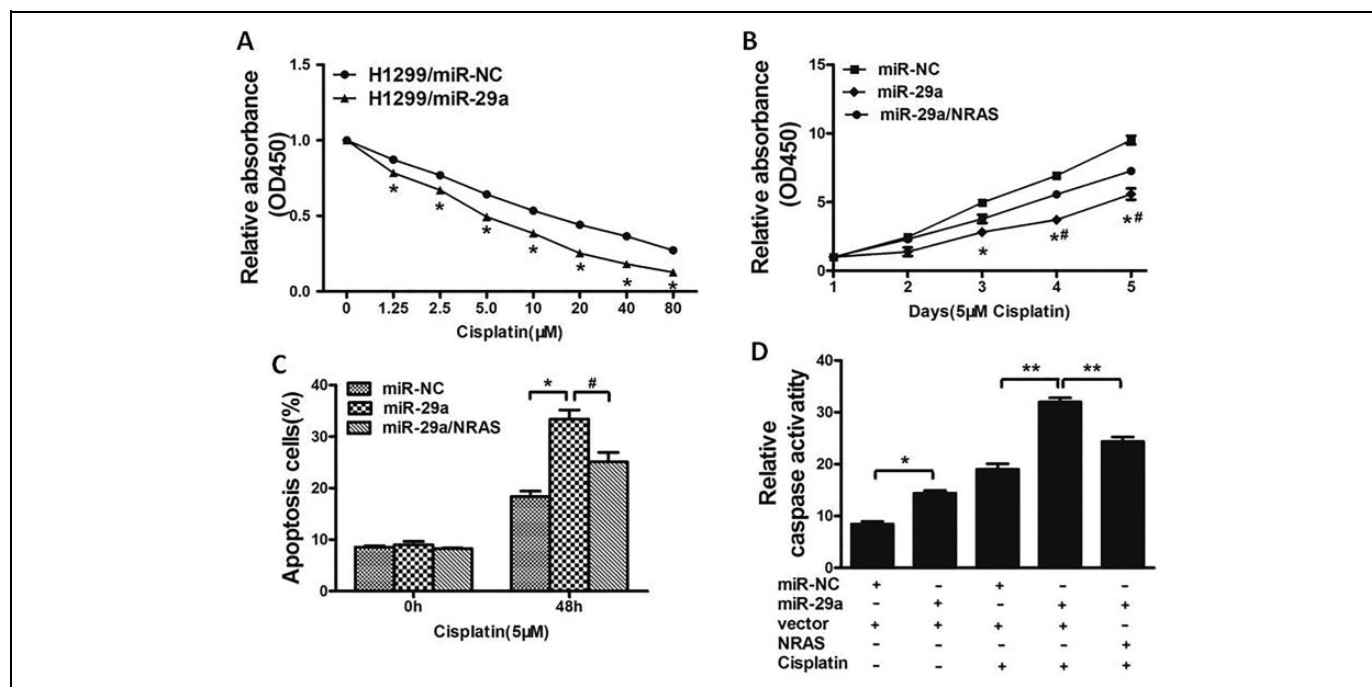 A
Relative absorbance
(OD450)
1.5
1.0
0.5
0.0
H1299/miR-NC
H1299/miR-29a
* * * * * * *
0 1.25 2.5 5.0 10 20 40 80
Cisplatin(µM)
B
Relative absorbance
(OD450)
15
10
5
0
miR-NC
miR-29a
miR-29a/NRAS
* *# *#
1 2 3 4 5
Days(5µM Cisplatin)
C
Apoptosis cells(%)
40
30
20
10
0
miR-NC
miR-29a
miR-29a/NRAS
* #
0h 48h
Cisplatin(5µM)
D
Relative
caspase activatity
40
30
20
10
0
* ** **
miR-NC + - + - -
miR-29a - + - + +
vector + + + + -
NRAS - - - - +
Cisplatin - - + + +